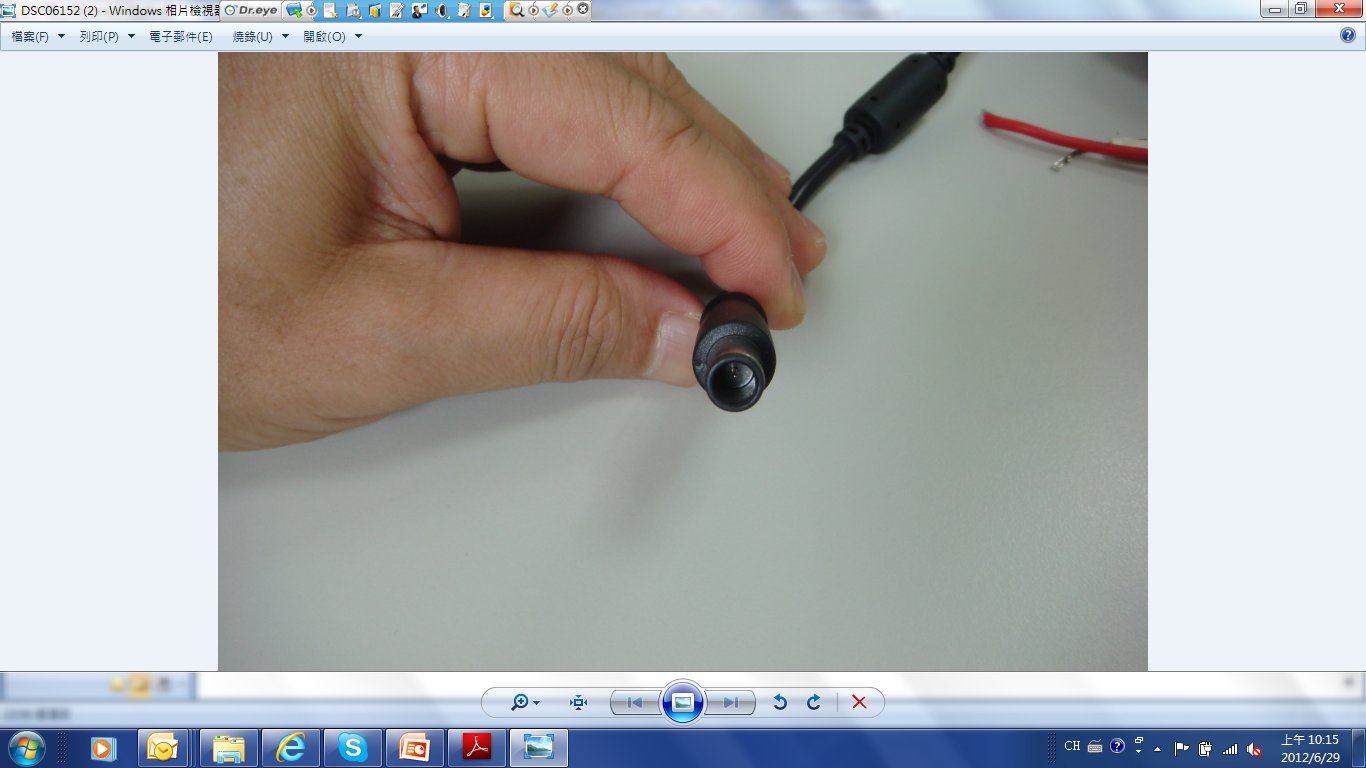 DSC06152 (2) - Windows 相片檢視
Dr.eye
檔案(F) 列印(P) 電子郵件(E) 燒錄(U) 開啟(O)
CH
上午 10:15
2012/6/29